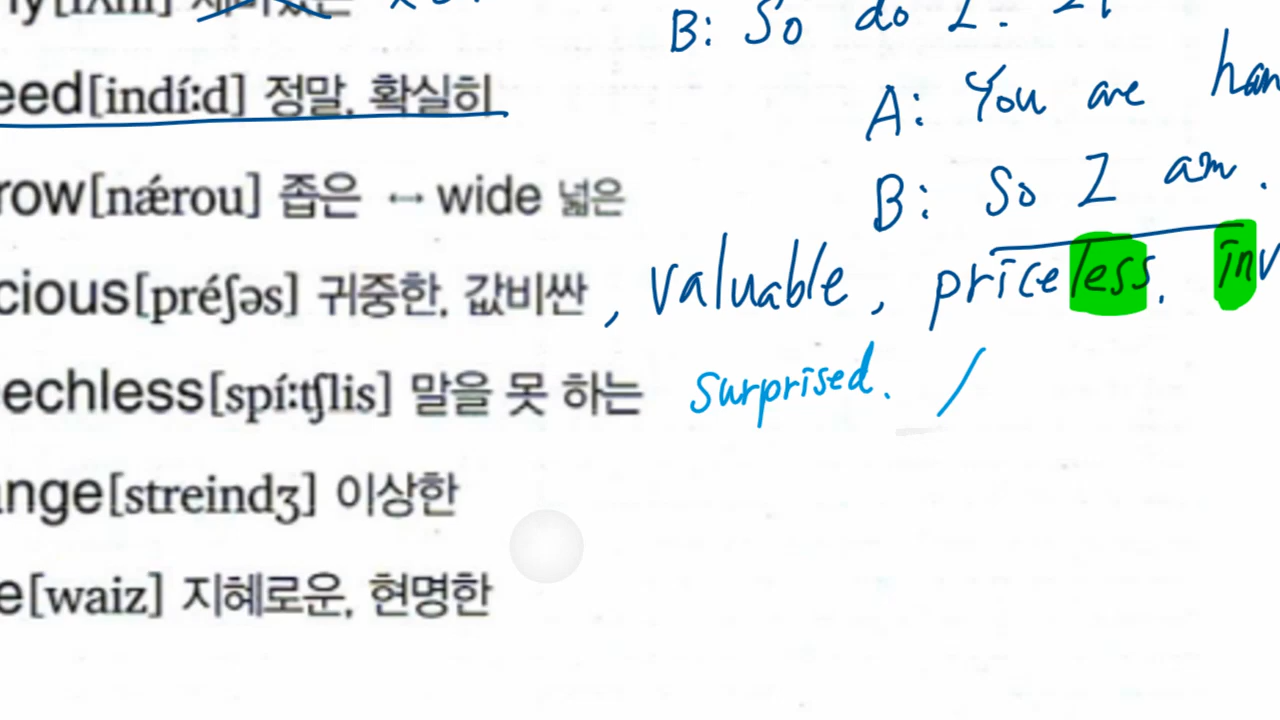 B: So do I.
eed[indíːd] 정말, 확실히
A: You are han
row[nǽrou] 좁은 ↔ wide 넓은
B: So I am.
cious[préʃəs] 귀중한, 값비싼 , valuable, priceless. inv
echless[spíːtʃlis] 말을 못 하는 surprised. /
ange[streindʒ] 이상한
e[waiz] 지혜로운, 현명한